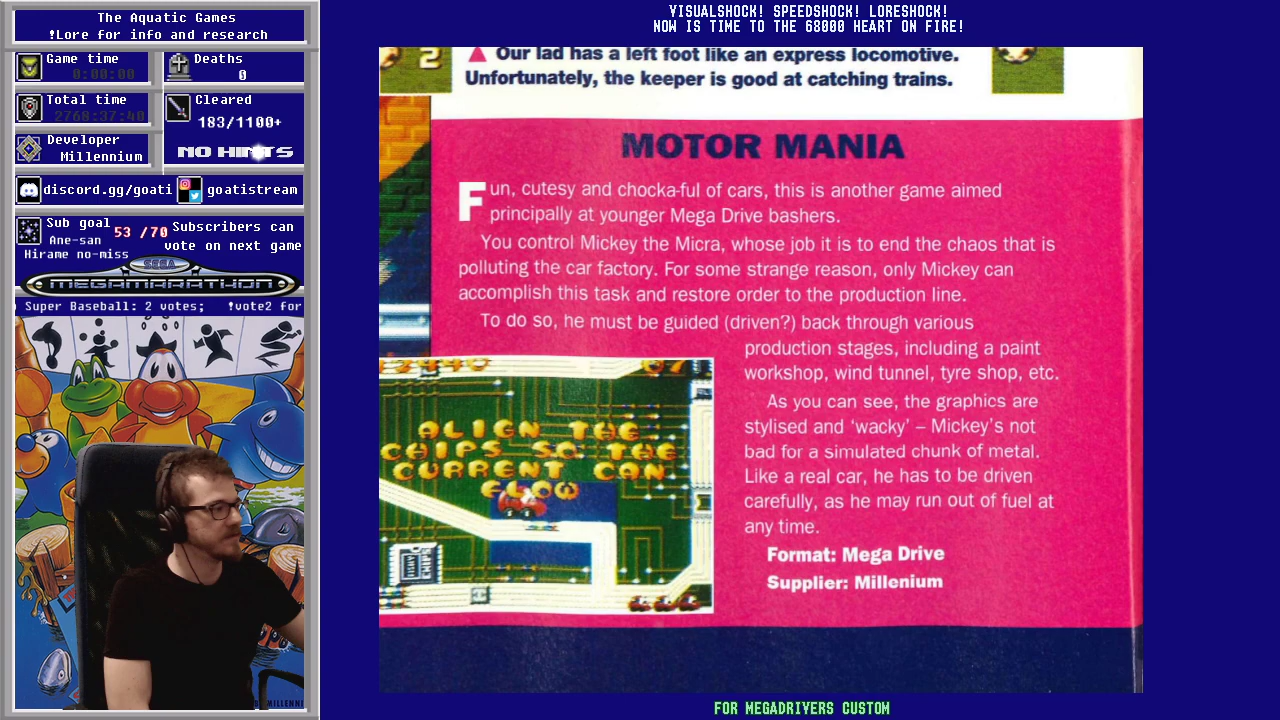 The Aquatic Games
!Lore for info and research
Game time
0:00:00
Deaths
0
Total time
2768:37:40
Cleared
183/1100+
Developer
Millennium
NO HINTS
discord.gg/goati
goatistream
Sub goal
53 /70
Ane-san
Hirame no-miss
Subscribers can
vote on next game
SEGA
MEGAMARATHON
Super Baseball: 2 votes; !vote2 for
VISUALSHOCK! SPEEDSHOCK! LORESHOCK!
NOW IS TIME TO THE 68000 HEART ON FIRE!
2
▲ Our lad has a left foot like an express locomotive.
Unfortunately, the keeper is good at catching trains.
MOTOR MANIA
Fun, cutesy and chocka-ful of cars, this is another game aimed
principally at younger Mega Drive bashers.
You control Mickey the Micra, whose job it is to end the chaos that is
polluting the car factory. For some strange reason, only Mickey can
accomplish this task and restore order to the production line.
To do so, he must be guided (driven?) back through various
production stages, including a paint
workshop, wind tunnel, tyre shop, etc.
As you can see, the graphics are
stylised and ‘wacky’ – Mickey's not
bad for a simulated chunk of metal.
Like a real car, he has to be driven
carefully, as he may run out of fuel at
any time.
Format: Mega Drive
Supplier: Millenium
ALIGN THE
CHIPS SO THE
CURRENT CAN
FLOW
FISHY
CHIPS
FOR MEGADRIVERS CUSTOM